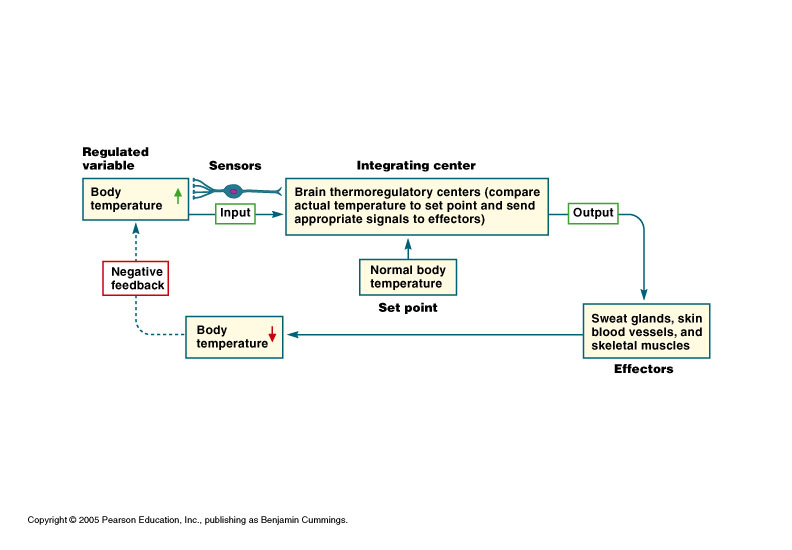 Regulated
variable
Sensors
Integrating center
Body
temperature
Input
Brain thermoregulatory centers (compare
actual temperature to set point and send
appropriate signals to effectors)
Output
Negative
feedback
Normal body
temperature
Set point
Body
temperature
Sweat glands, skin
blood vessels, and
skeletal muscles
Effectors
Copyright © 2005 Pearson Education, Inc., publishing as Benjamin Cummings.